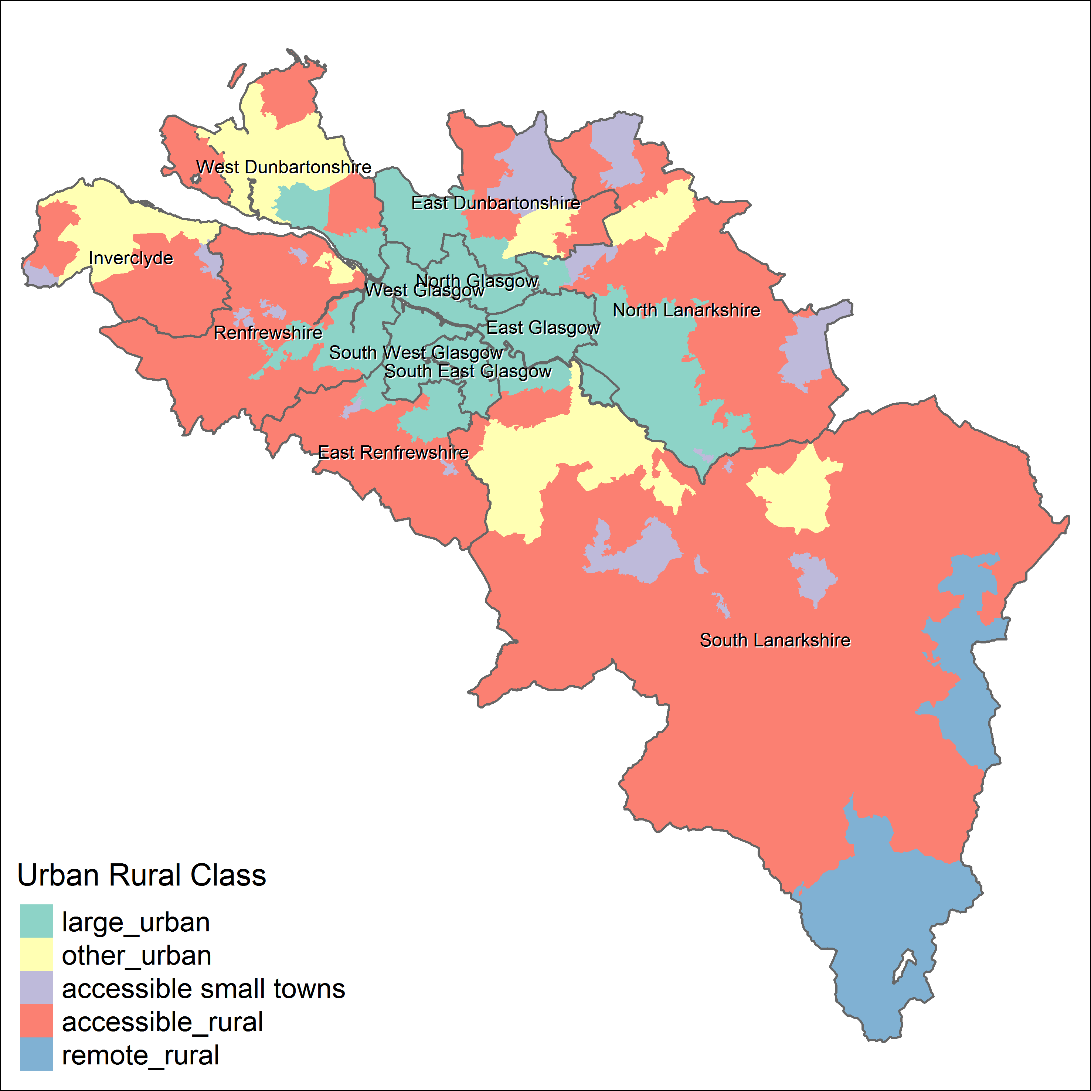 West Dunbartonshire
East Dunbartonshire
Inverclyde
North Glasgow
West Glasgow
North Lanarkshire
East Glasgow
Renfrewshire
South West Glasgow
South East Glasgow
East Renfrewshire
South Lanarkshire
Urban Rural Class
large_urban
other_urban
accessible small towns
accessible_rural
remote_rural